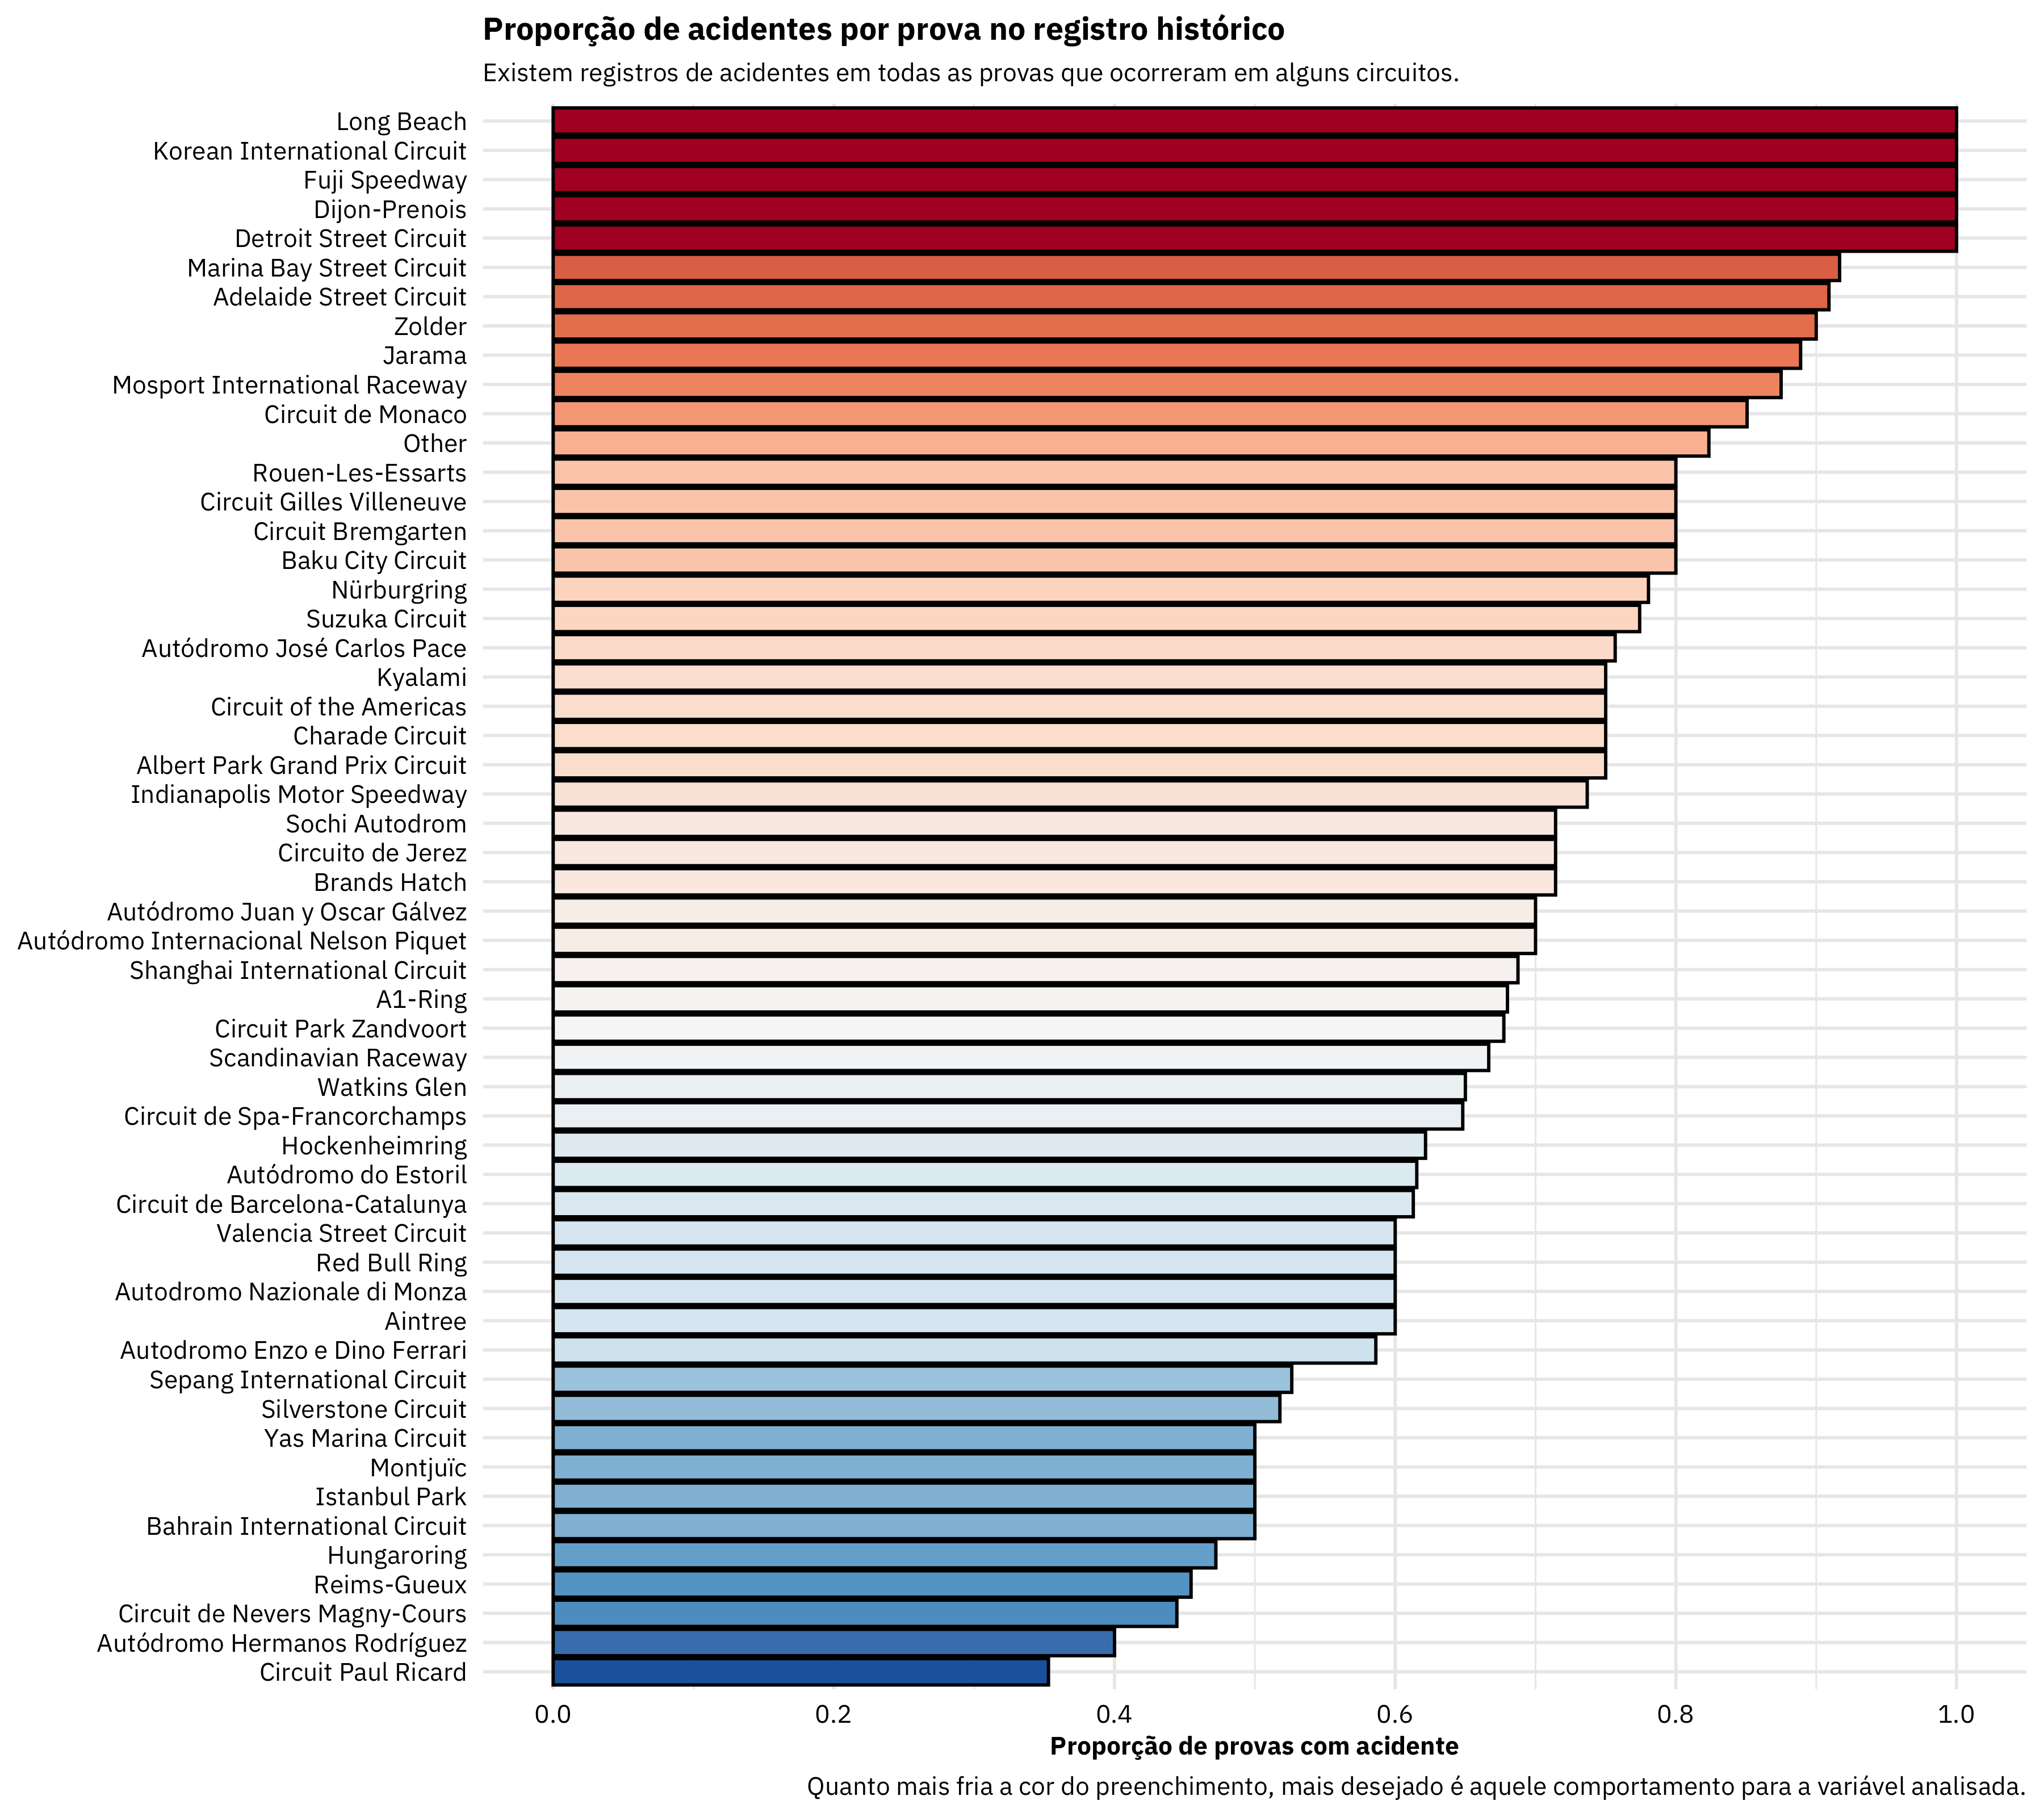 Proporção de acidentes por prova no registro histórico
Existem registros de acidentes em todas as provas que ocorreram em alguns circuitos.
Long Beach
Korean International Circuit
Fuji Speedway
Dijon-Prenois
Detroit Street Circuit
Marina Bay Street Circuit
Adelaide Street Circuit
Zolder
Jarama
Mosport International Raceway
Circuit de Monaco
Other
Rouen-Les-Essarts
Circuit Gilles Villeneuve
Circuit Bremgarten
Baku City Circuit
Nürburgring
Suzuka Circuit
Autódromo José Carlos Pace
Kyalami
Circuit of the Americas
Charade Circuit
Albert Park Grand Prix Circuit
Indianapolis Motor Speedway
Sochi Autodrom
Circuito de Jerez
Brands Hatch
Autódromo Juan y Oscar Gálvez
Autódromo Internacional Nelson Piquet
Shanghai International Circuit
A1-Ring
Circuit Park Zandvoort
Scandinavian Raceway
Watkins Glen
Circuit de Spa-Francorchamps
Hockenheimring
Autódromo do Estoril
Circuit de Barcelona-Catalunya
Valencia Street Circuit
Red Bull Ring
Autodromo Nazionale di Monza
Aintree
Autodromo Enzo e Dino Ferrari
Sepang International Circuit
Silverstone Circuit
Yas Marina Circuit
Montjuïc
Istanbul Park
Bahrain International Circuit
Hungaroring
Reims-Gueux
Circuit de Nevers Magny-Cours
Autódromo Hermanos Rodríguez
Circuit Paul Ricard
0.0 0.2 0.4 0.6 0.8 1.0
Proporção de provas com acidente
Quanto mais fria a cor do preenchimento, mais desejado é aquele comportamento para a variável analisada.